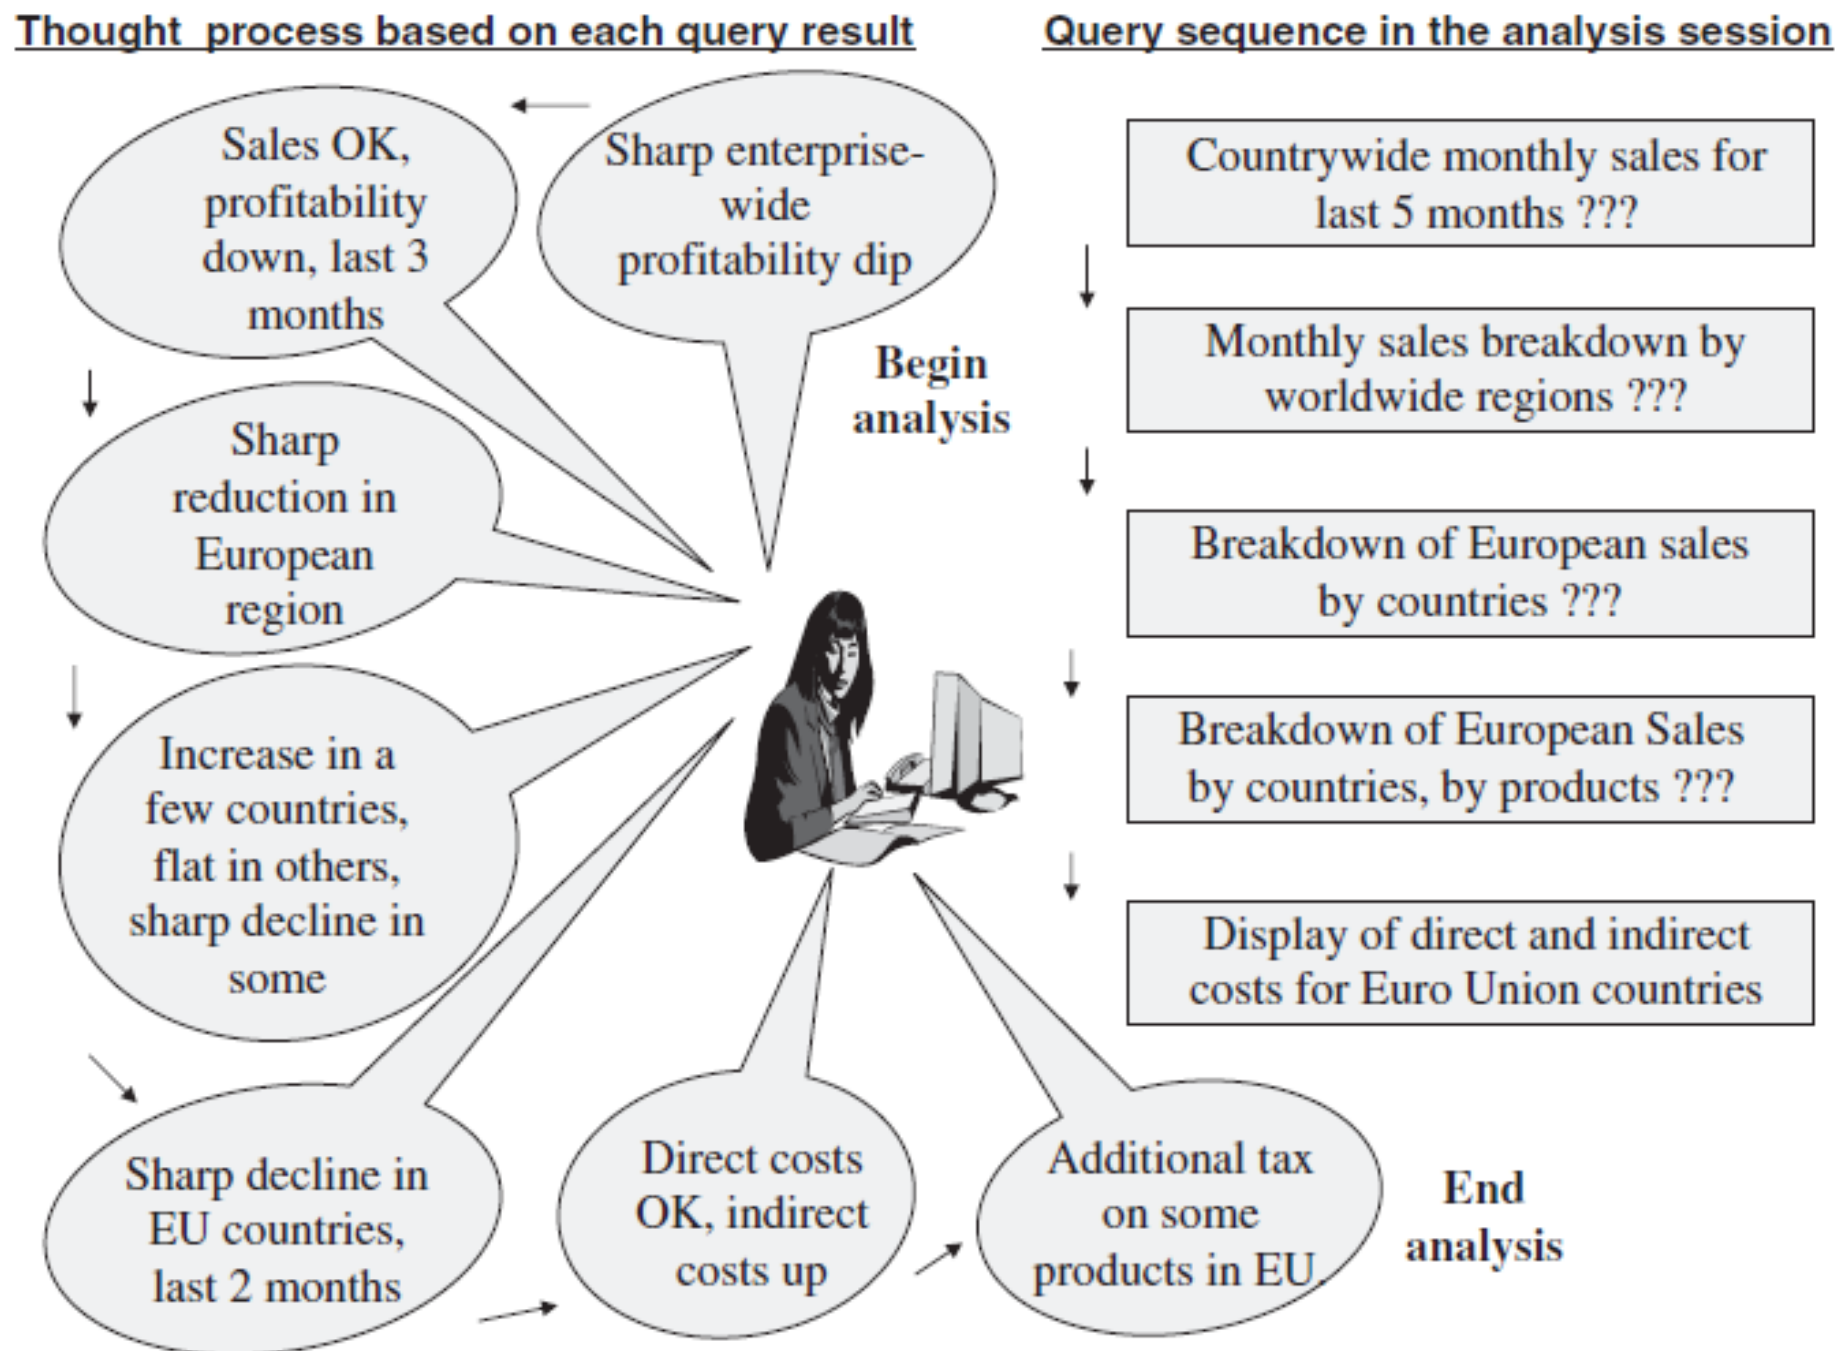 Thought process based on each query result
Sharp enterprise-
wide
profitability dip
Begin
analysis
Sales OK,
profitability
down, last 3
months
Sharp
reduction in
European
region
Increase in a
few countries,
flat in others,
sharp decline in
some
Sharp decline in
EU countries,
last 2 months
Direct costs
OK, indirect
costs up
Additional tax
on some
products in EU.
End
analysis
Query sequence in the analysis session
Countrywide monthly sales for
last 5 months ???
Monthly sales breakdown by
worldwide regions ???
Breakdown of European sales
by countries ???
Breakdown of European Sales
by countries, by products ???
Display of direct and indirect
costs for Euro Union countries